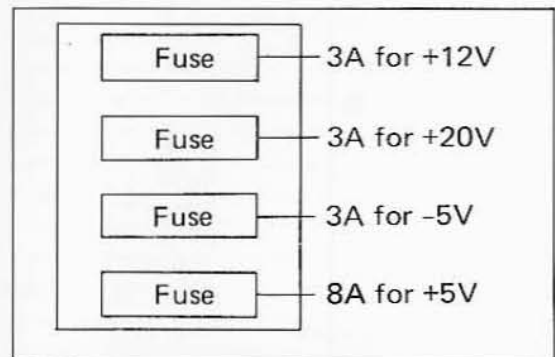 Fuse 3A for +12V
Fuse 3A for +20V
Fuse 3A for -5V
Fuse 8A for +5V